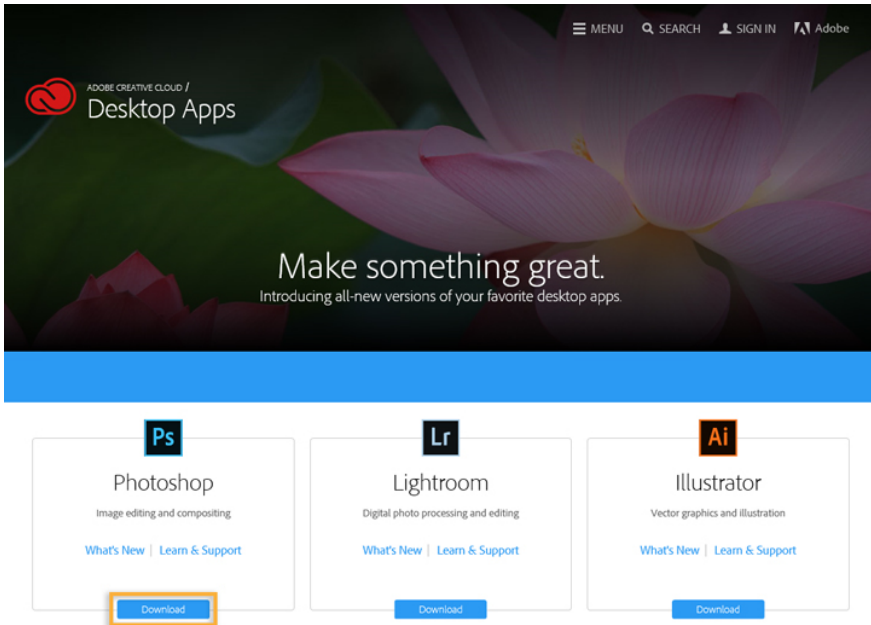 MENU SEARCH SIGN IN Adobe
ADOBE CREATIVE CLOUD /
Desktop Apps
Make something great.
Introducing all-new versions of your favorite desktop apps.
Ps
Photoshop
Image editing and compositing
What's New | Learn & Support
Download
Lr
Lightroom
Digital photo processing and editing
What's New | Learn & Support
Download
Ai
Illustrator
Vector graphics and illustration
What's New | Learn & Support
Download